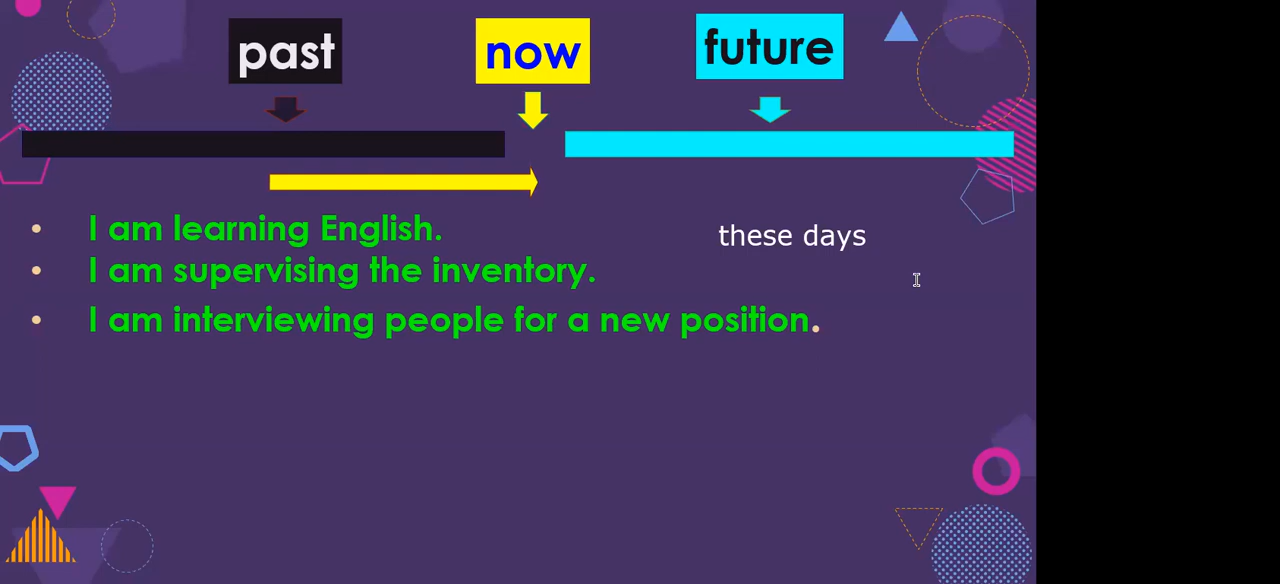 past
now
future
I am learning English.
these days
I am supervising the inventory.
I am interviewing people for a new position.